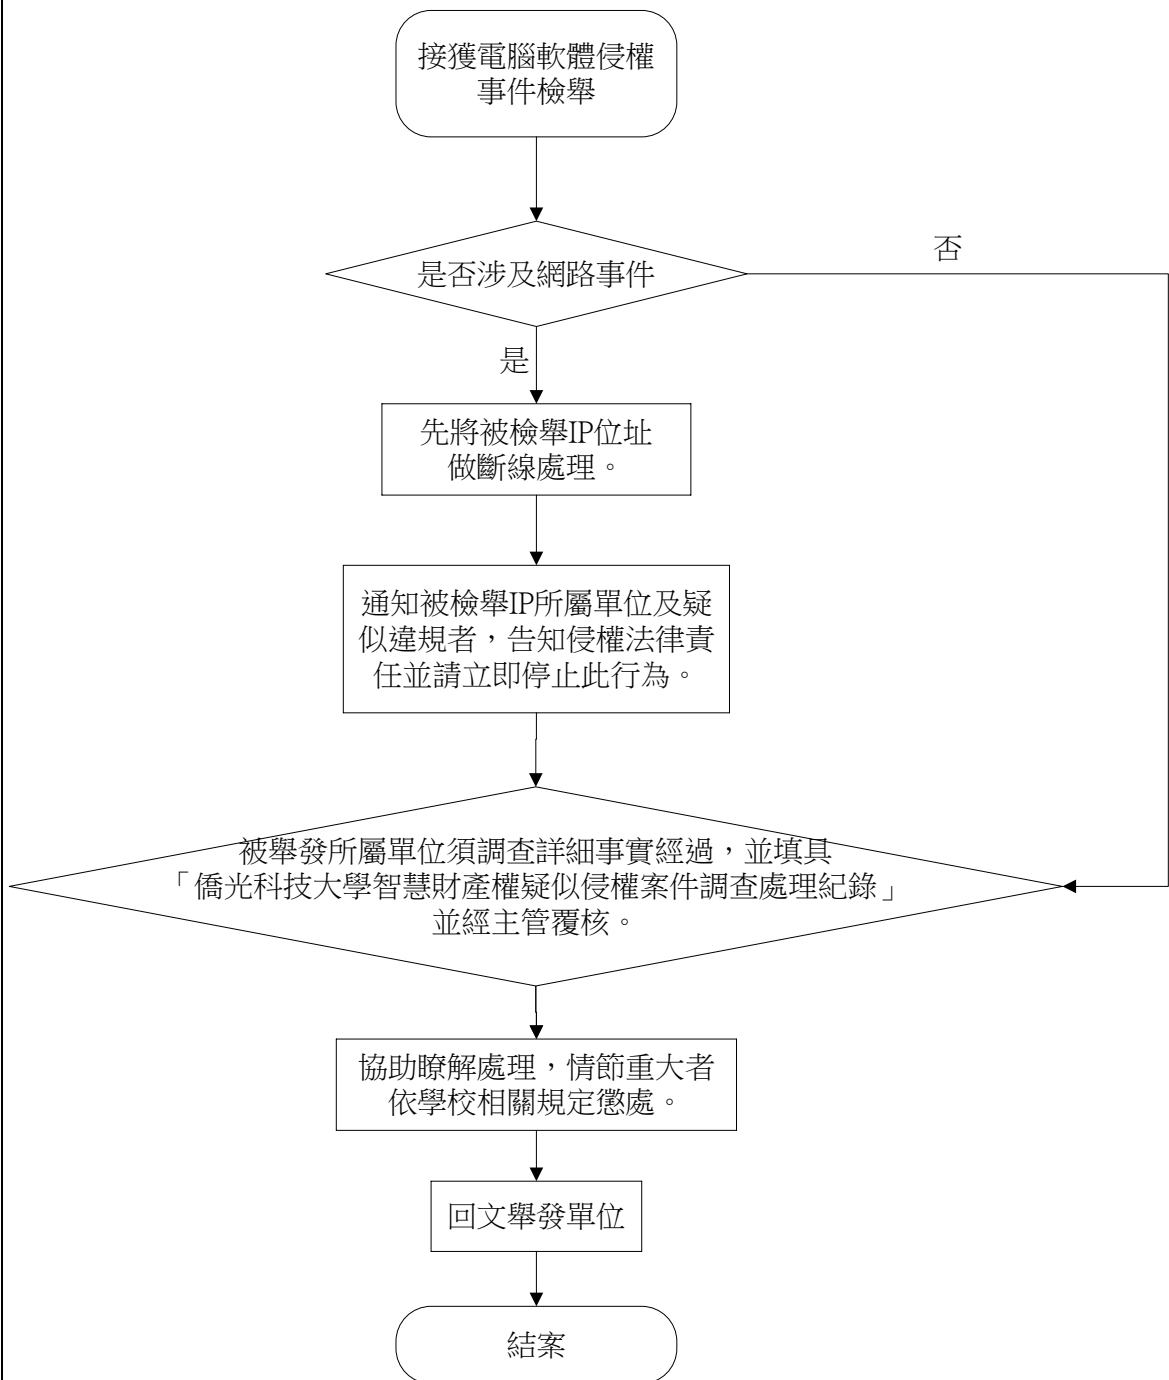 接獲電腦軟體侵權
事件檢舉
是否涉及網路事件
否
是
先將被檢舉IP位址
做斷線處理。
通知被檢舉IP所屬單位及疑
似違規者，告知侵權法律責
任並請立即停止此行為。
被舉發所屬單位須調查詳細事實經過，並填具
「僑光科技大學智慧財產權疑似侵權案件調查處理紀錄」
並經主管覆核。
協助瞭解處理，情節重大者
依學校相關規定懲處。
回文舉發單位
結案